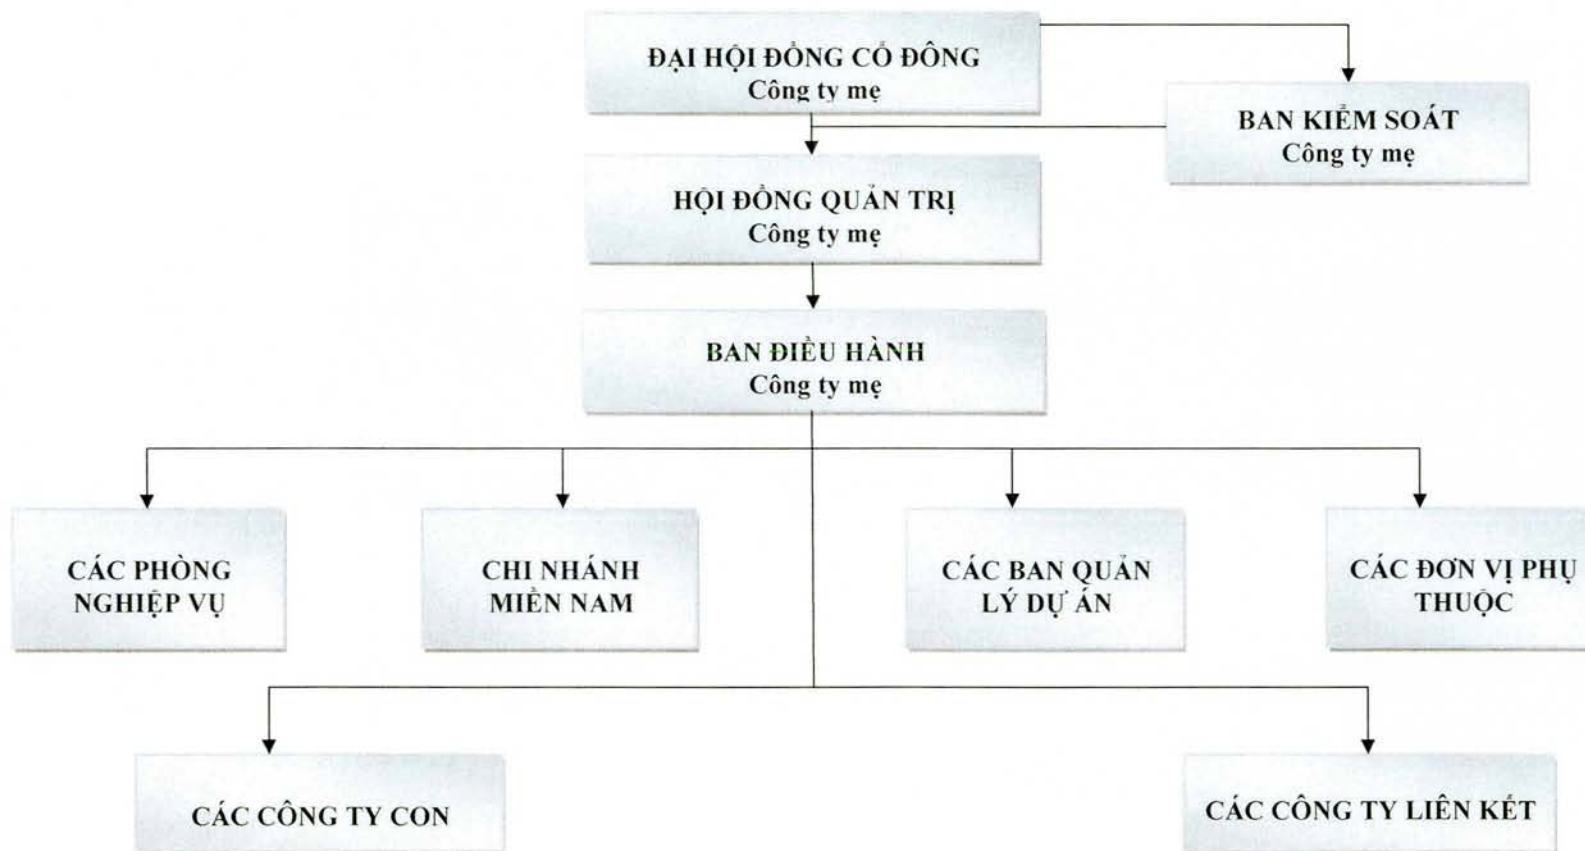 ĐẠI HỘI ĐỒNG CỔ ĐÔNG
Công ty mẹ
BAN KIỂM SOÁT
Công ty mẹ
HỘI ĐỒNG QUẢN TRỊ
Công ty mẹ
BAN ĐIỀU HÀNH
Công ty mẹ
CÁC PHÒNG
NGHIỆP VỤ
CHI NHÁNH
MIỀN NAM
CÁC BAN QUẢN
LÝ DỰ ÁN
CÁC ĐƠN VỊ PHỤ
THUỘC
CÁC CÔNG TY CON
CÁC CÔNG TY LIÊN KẾT